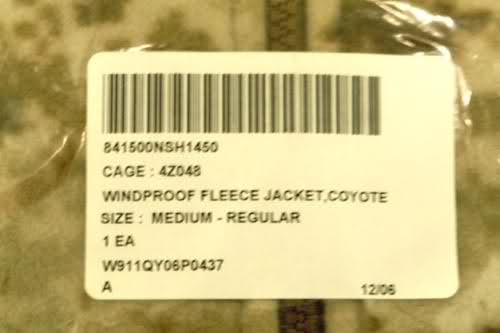 841500NSH1450
CAGE : 4Z048
WINDPROOF FLEECE JACKET,COYOTE
SIZE : MEDIUM - REGULAR
1 EA
W911QY06P0437
A 12/06